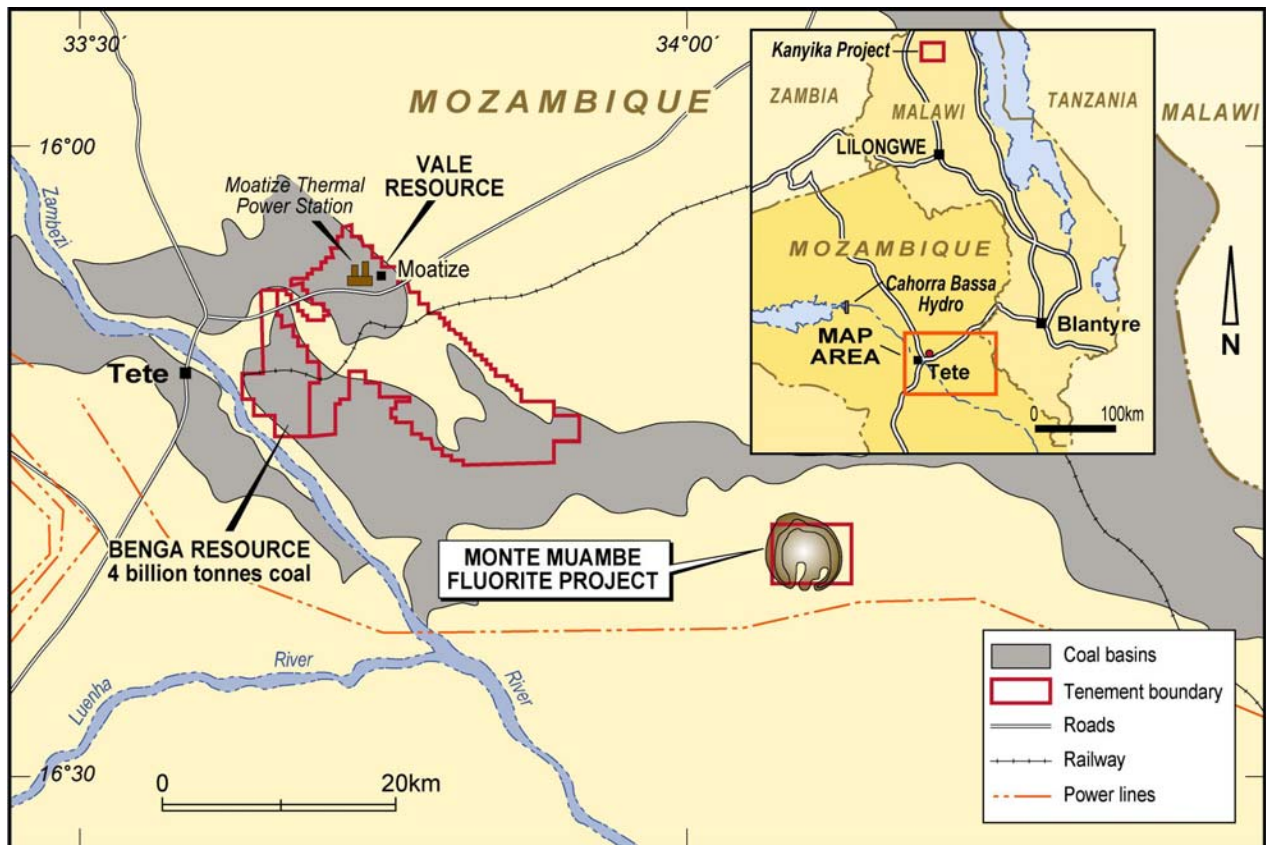 33°30´
34°00´
16°00
16°30
MOZAMBIQUE
MALAWI
Zambezi
Moatize Thermal
Power Station
VALE
RESOURCE
Moatize
Tete
BENGA RESOURCE
4 billion tonnes coal
MONTE MUAMBE
FLUORITE PROJECT
Luenha
River
River
0
20km
Kanyika Project
ZAMBIA
MALAWI
TANZANIA
LILONGWE
MOZAMBIQUE
Cahorra Bassa
Hydro
MAP
AREA
Tete
Blantyre
0
100km
N
Coal basins
Tenement boundary
Roads
Railway
Power lines